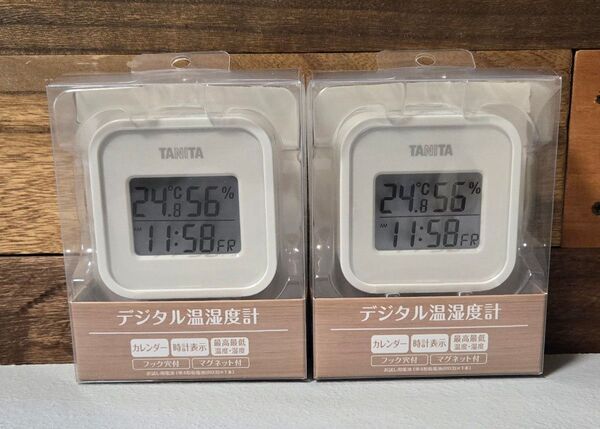 TANITA
24.8℃ 56%
AM 11:58 FR
デジタル温湿度計
カレンダー 時計表示 最高最低
温度・湿度
フック穴付 マグネット付
TANITA
24.8℃ 56%
AM 11:58 FR
デジタル温湿度計
カレンダー 時計表示 最高最低
温度・湿度
フック穴付 マグネット付